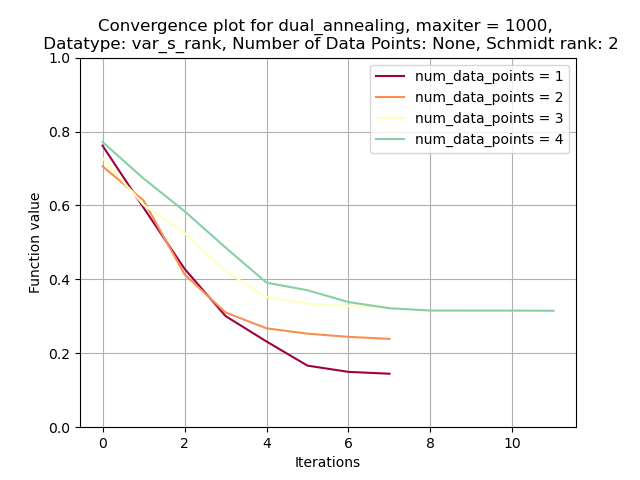 Convergence plot for dual_annealing, maxiter = 1000,
Datatype: var_s_rank, Number of Data Points: None, Schmidt rank: 2
num_data_points = 1
num_data_points = 2
num_data_points = 3
num_data_points = 4
Function value
1.0
0.8
0.6
0.4
0.2
0.0
0 2 4 6 8 10
Iterations